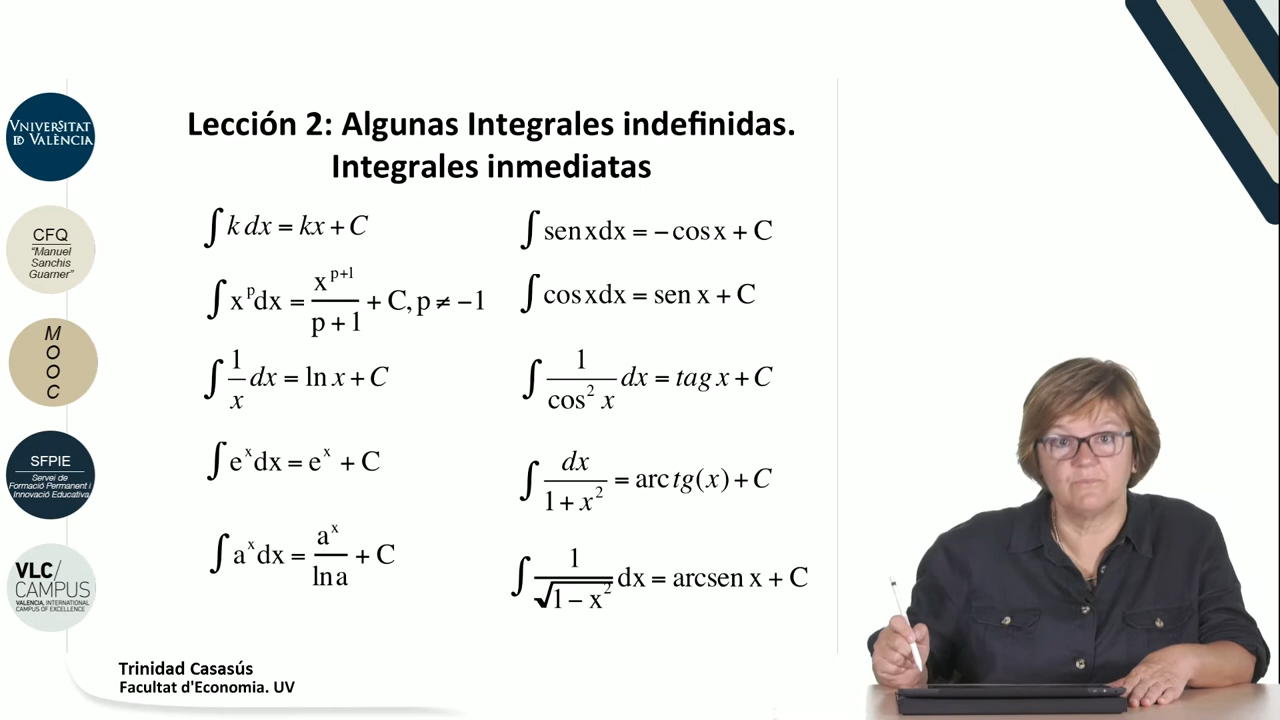 Lección 2: Algunas Integrales indefinidas.
Integrales inmediatas
∫ k dx = kx + C
∫ x^p dx = x^{p+1}/(p+1) + C, p ≠ −1
∫ 1/x dx = ln x + C
∫ e^x dx = e^x + C
∫ a^x dx = a^x/ln a + C
∫ sen x dx = −cos x + C
∫ cos x dx = sen x + C
∫ 1/cos² x dx = tag x + C
∫ dx/(1 + x²) = arc tg(x) + C
∫ 1/√(1 − x²) dx = arcsen x + C
VNIVERSITAT
D VALÈNCIA
CFQ
"Manuel
Sanchis
Guarner"
M
O
O
C
SFPIE
Servei de
Formació Permanent i
Innovació Educativa
VLC/
CAMPUS
VALENCIA, INTERNATIONAL
CAMPUS OF EXCELLENCE
Trinidad Casasús
Facultat d'Economia. UV